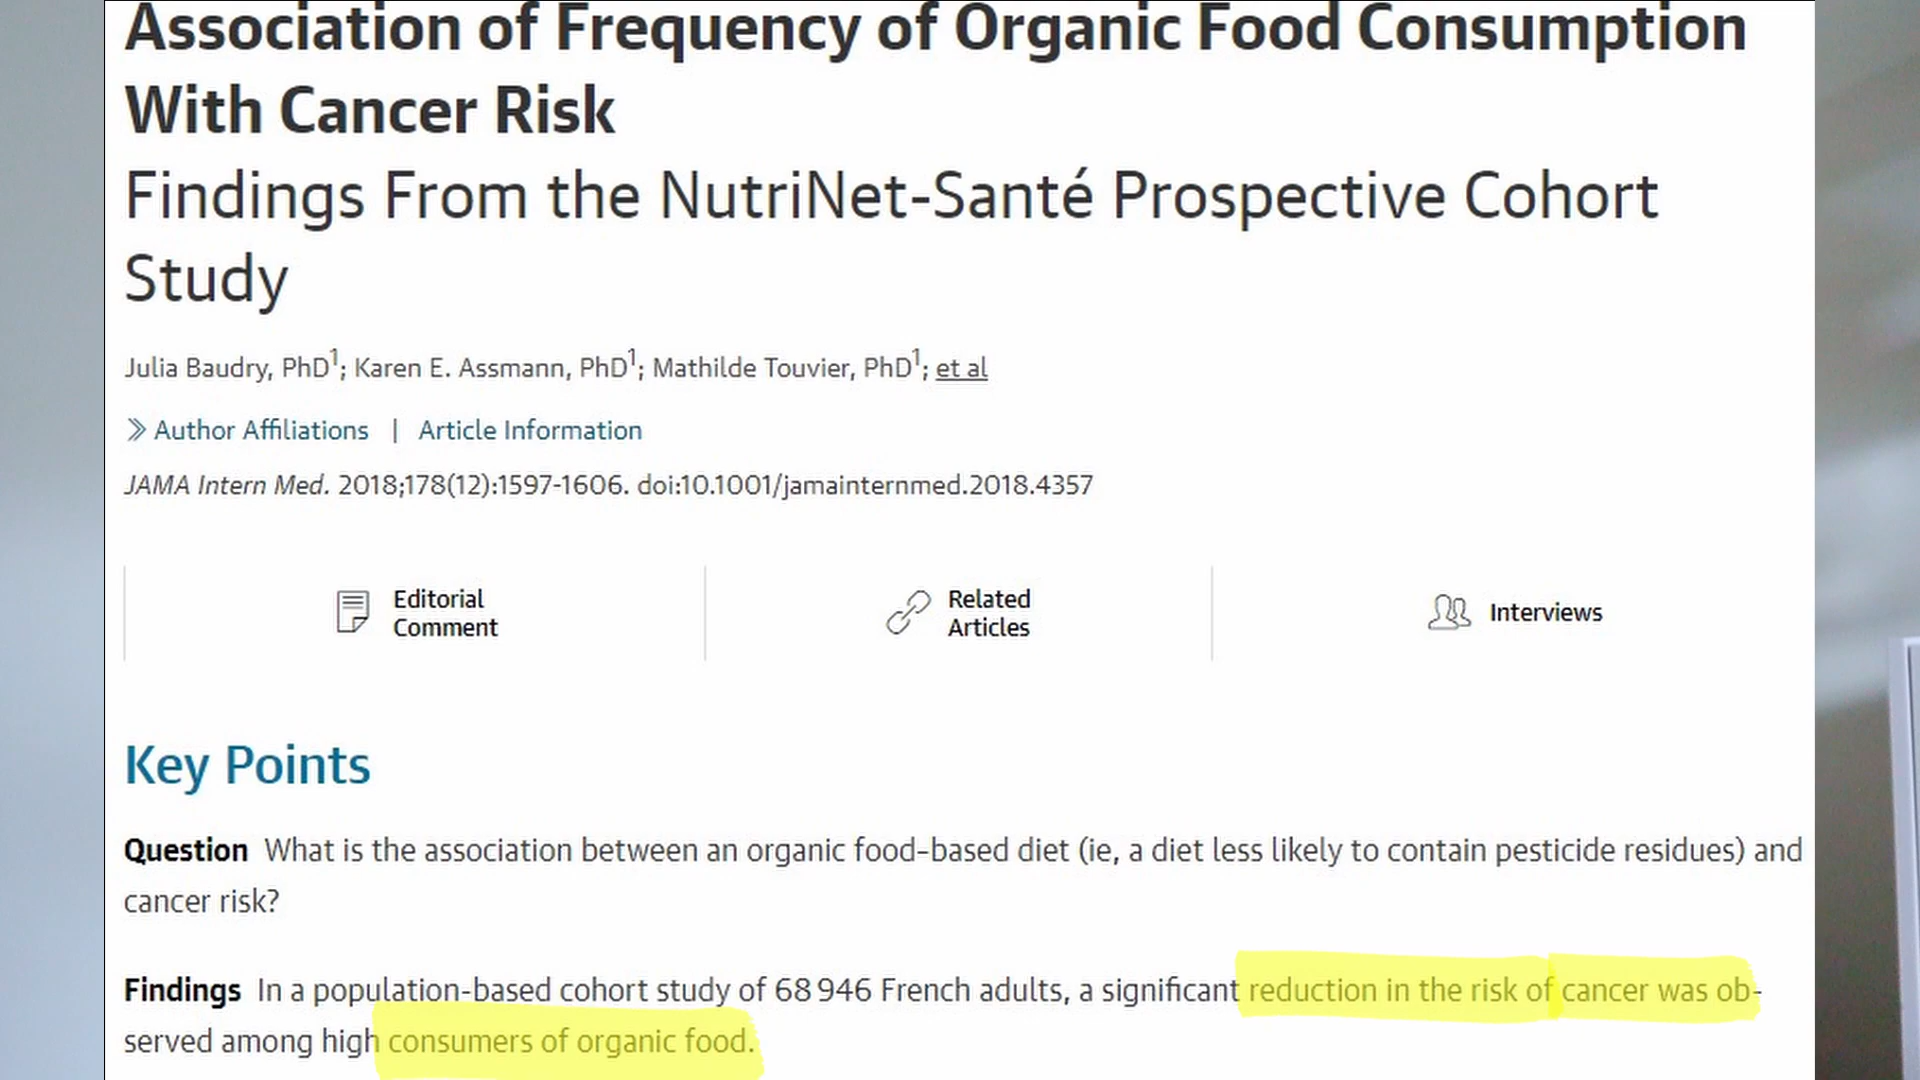 Association of Frequency of Organic Food Consumption
With Cancer Risk
Findings From the NutriNet-Santé Prospective Cohort
Study
Julia Baudry, PhD1; Karen E. Assmann, PhD1; Mathilde Touvier, PhD1; et al
Author Affiliations | Article Information
JAMA Intern Med. 2018;178(12):1597-1606. doi:10.1001/jamainternmed.2018.4357
Editorial
Comment
Related
Articles
Interviews
Key Points
Question What is the association between an organic food-based diet (ie, a diet less likely to contain pesticide residues) and
cancer risk?
Findings In a population-based cohort study of 68 946 French adults, a significant reduction in the risk of cancer was ob-
served among high consumers of organic food.